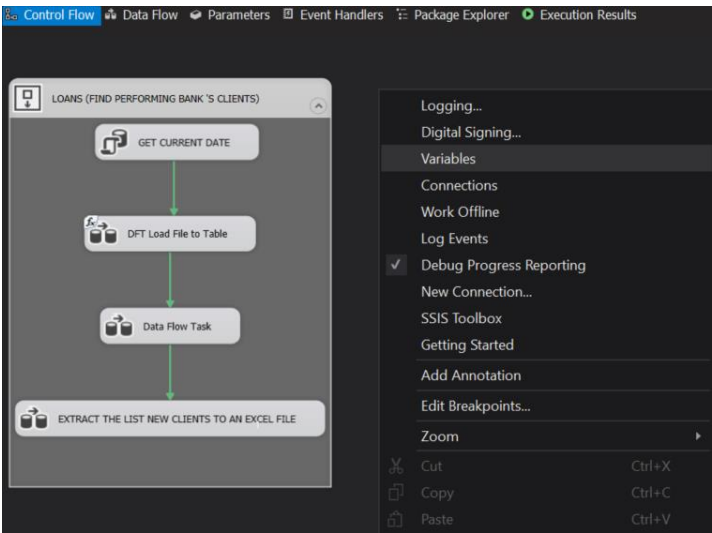 Control Flow Data Flow Parameters Event Handlers Package Explorer Execution Results
LOANS (FIND PERFORMING BANK 'S CLIENTS)
GET CURRENT DATE
fx
DFT Load File to Table
Data Flow Task
EXTRACT THE LIST NEW CLIENTS TO AN EXCEL FILE
Logging...
Digital Signing...
Variables
Connections
Work Offline
Log Events
Debug Progress Reporting
New Connection...
SSIS Toolbox
Getting Started
Add Annotation
Edit Breakpoints...
Zoom
Cut Ctrl+X
Copy Ctrl+C
Paste Ctrl+V